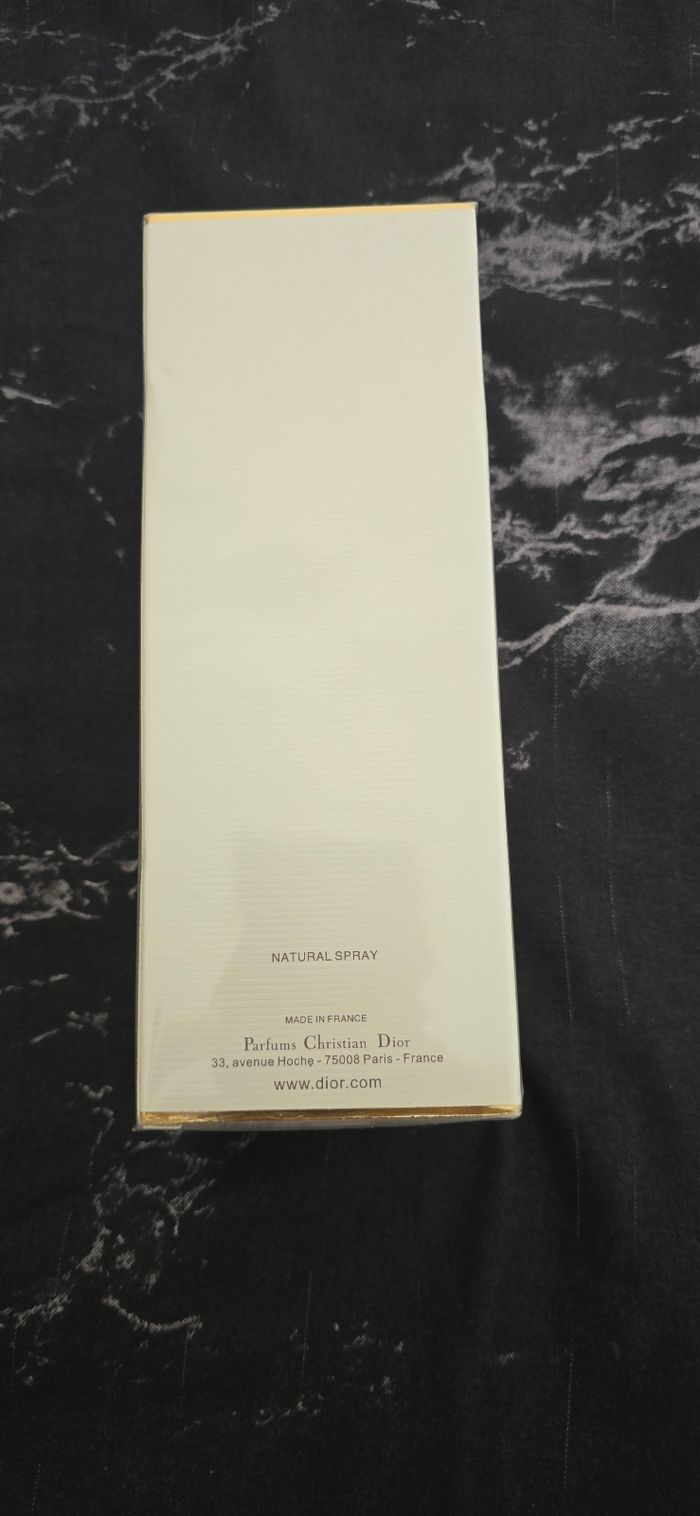 NATURAL SPRAY
MADE IN FRANCE
Parfums Christian Dior
33, avenue Hoche - 75008 Paris - France
www.dior.com